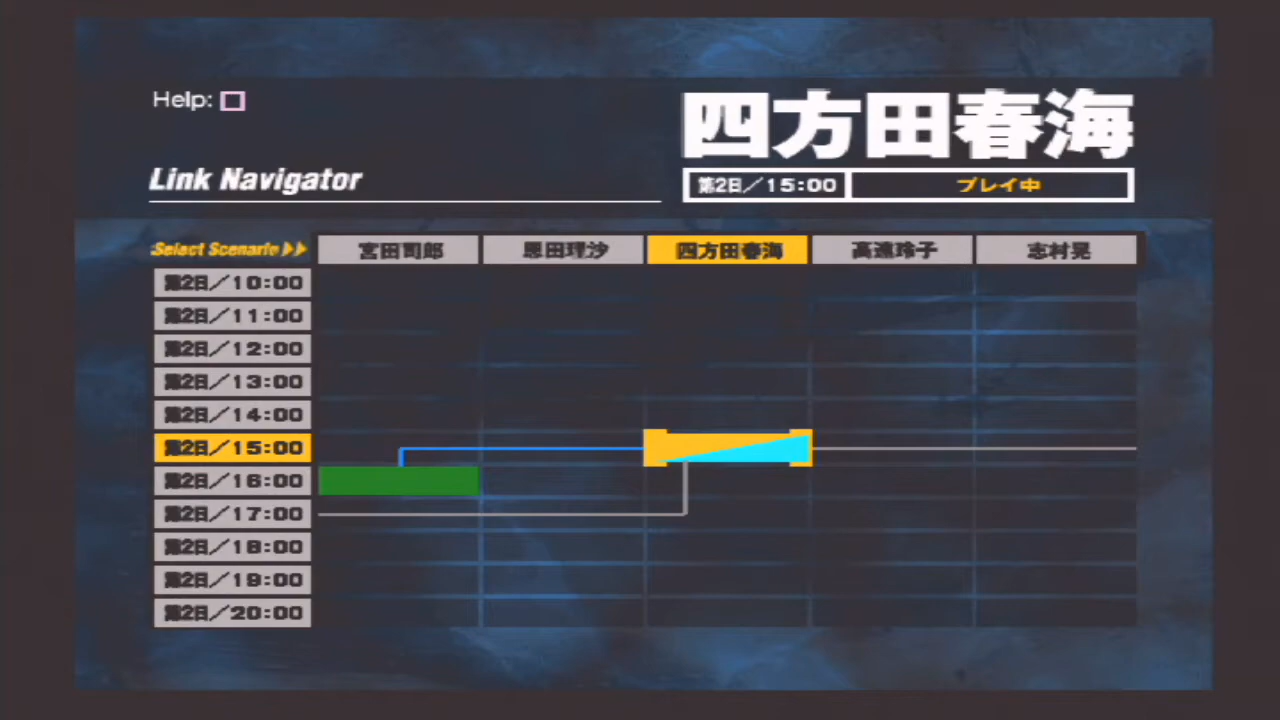 Help: □
四方田春海
Link Navigator
第2日／15:00 プレイ中
Select Scenario
宮田司郎 恩田理沙 四方田春海 高遠玲子 志村晃
第2日／10:00
第2日／11:00
第2日／12:00
第2日／13:00
第2日／14:00
第2日／15:00
第2日／16:00
第2日／17:00
第2日／18:00
第2日／19:00
第2日／20:00